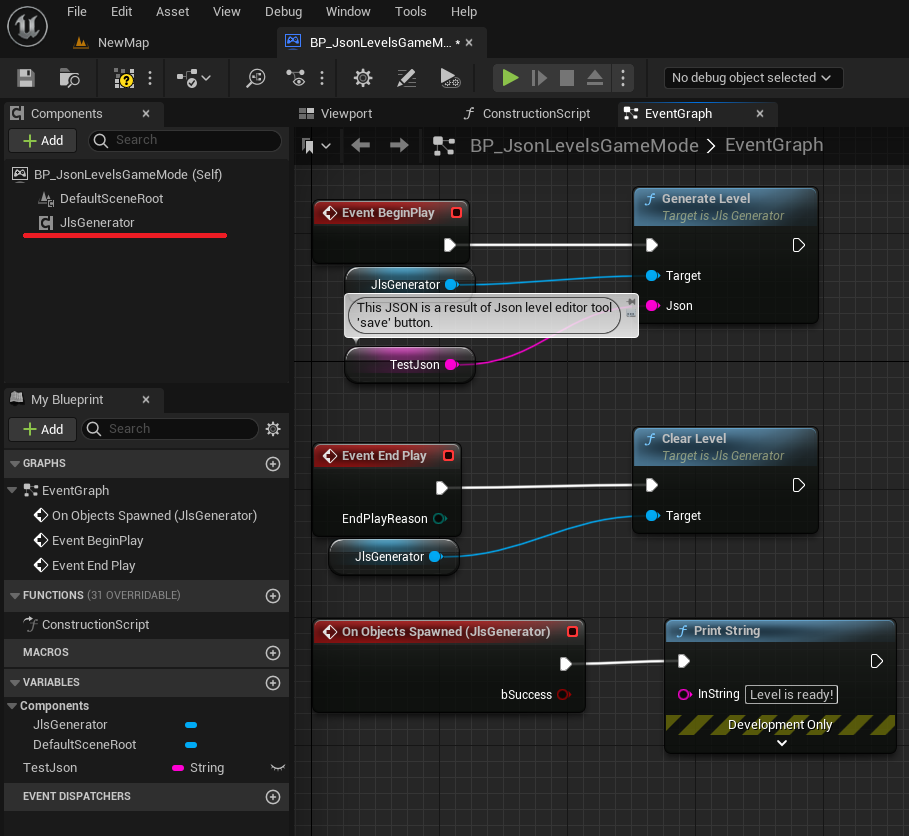 File Edit Asset View Debug Window Tools Help
NewMap
BP_JsonLevelsGameM... •
No debug object selected
Components
Add
Search
BP_JsonLevelsGameMode (Self)
DefaultSceneRoot
JlsGenerator
My Blueprint
Add
Search
GRAPHS
EventGraph
On Objects Spawned (JlsGenerator)
Event BeginPlay
Event End Play
FUNCTIONS (31 OVERRIDABLE)
ConstructionScript
MACROS
VARIABLES
Components
JlsGenerator
DefaultSceneRoot
TestJson String
EVENT DISPATCHERS
Viewport
ConstructionScript
EventGraph
BP_JsonLevelsGameMode > EventGraph
Event BeginPlay
JlsGenerator
This JSON is a result of Json level editor tool
'save' button.
TestJson
Generate Level
Target is Jls Generator
Target
Json
Event End Play
EndPlayReason
JlsGenerator
Clear Level
Target is Jls Generator
Target
On Objects Spawned (JlsGenerator)
bSuccess
Print String
InString Level is ready!
Development Only